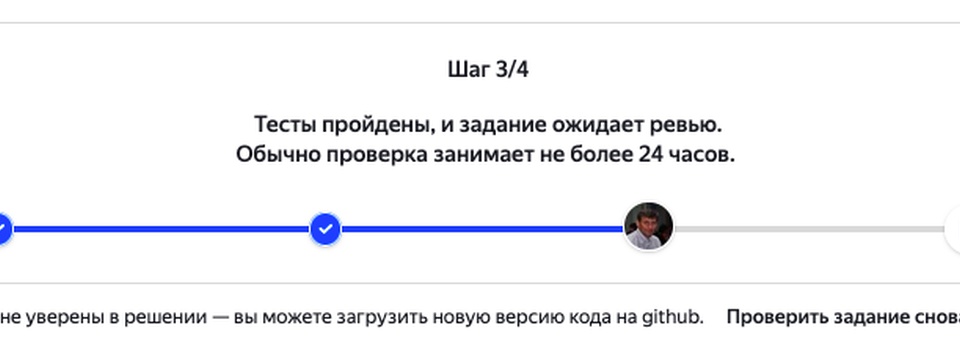 Шаг 3/4
Тесты пройдены, и задание ожидает ревью.
Обычно проверка занимает не более 24 часов.
не уверены в решении — вы можете загрузить новую версию кода на github. Проверить задание снова